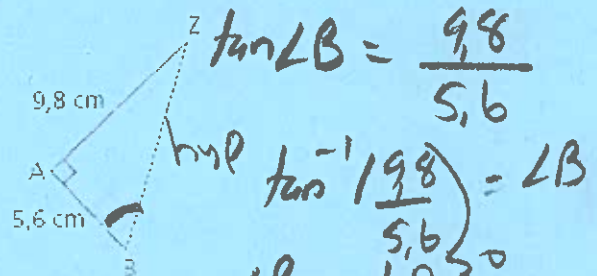 Z
tan∠B = 9,8/5,6
9,8 cm
A
hyp
tan⁻¹(9,8/5,6) = ∠B
5,6 cm
B